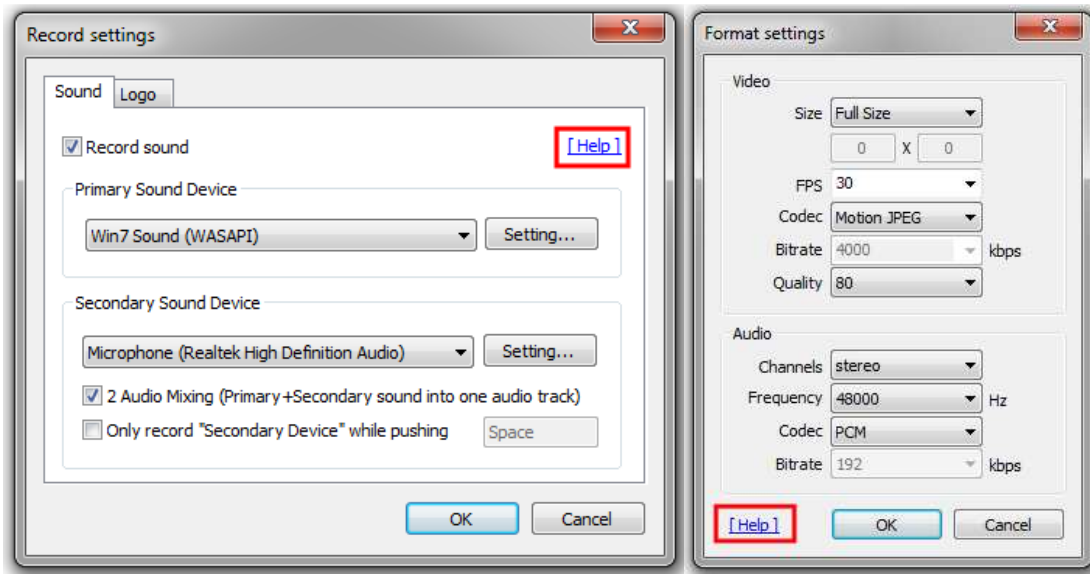 Record settings
Sound
Logo
Record sound
[ Help ]
Primary Sound Device
Win7 Sound (WASAPI)
Setting...
Secondary Sound Device
Microphone (Realtek High Definition Audio)
Setting...
2 Audio Mixing (Primary+Secondary sound into one audio track)
Only record "Secondary Device" while pushing
Space
OK
Cancel
Format settings
Video
Size Full Size
0 X 0
FPS 30
Codec Motion JPEG
Bitrate 4000 kbps
Quality 80
Audio
Channels stereo
Frequency 48000 Hz
Codec PCM
Bitrate 192 kbps
[ Help ]
OK
Cancel